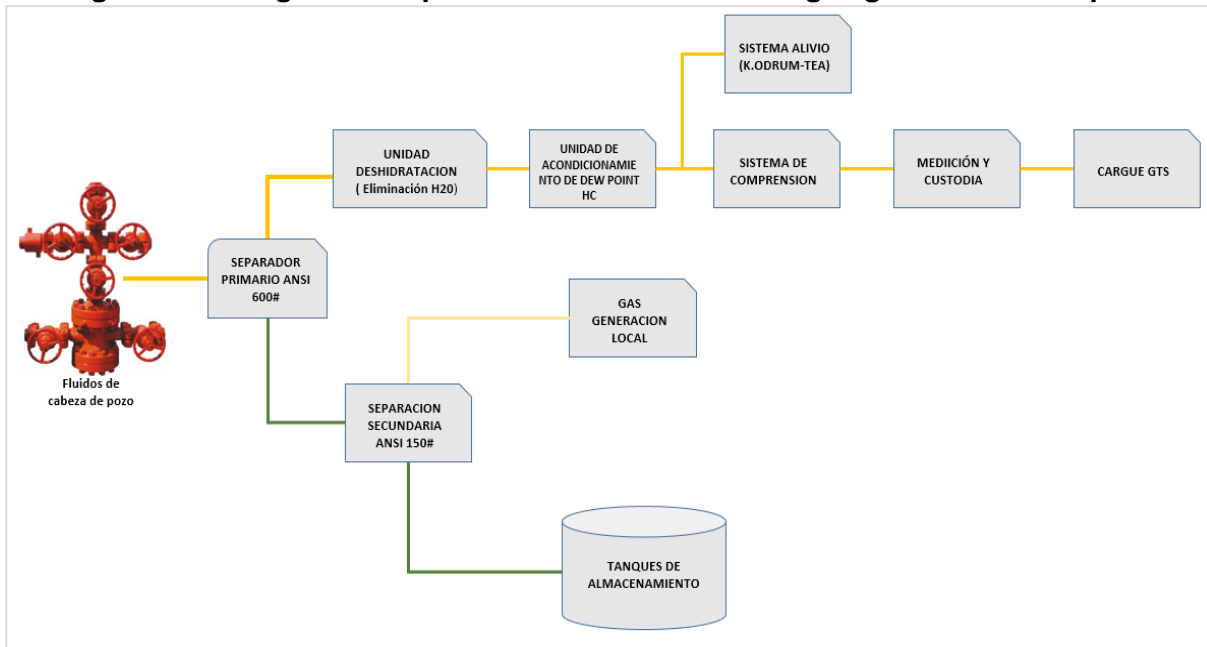 SISTEMA ALIVIO
(K.ODRUM-TEA)
UNIDAD
DESHIDRATACION
( Eliminación H20)
UNIDAD DE
ACONDICIONAMIE
NTO DE DEW POINT
HC
SISTEMA DE
COMPRENSION
MEDIICIÓN Y
CUSTODIA
CARGUE GTS
SEPARADOR
PRIMARIO ANSI
600#
Fluidos de
cabeza de pozo
GAS
GENERACION
LOCAL
SEPARACION
SECUNDARIA
ANSI 150#
TANQUES DE
ALMACENAMIENTO